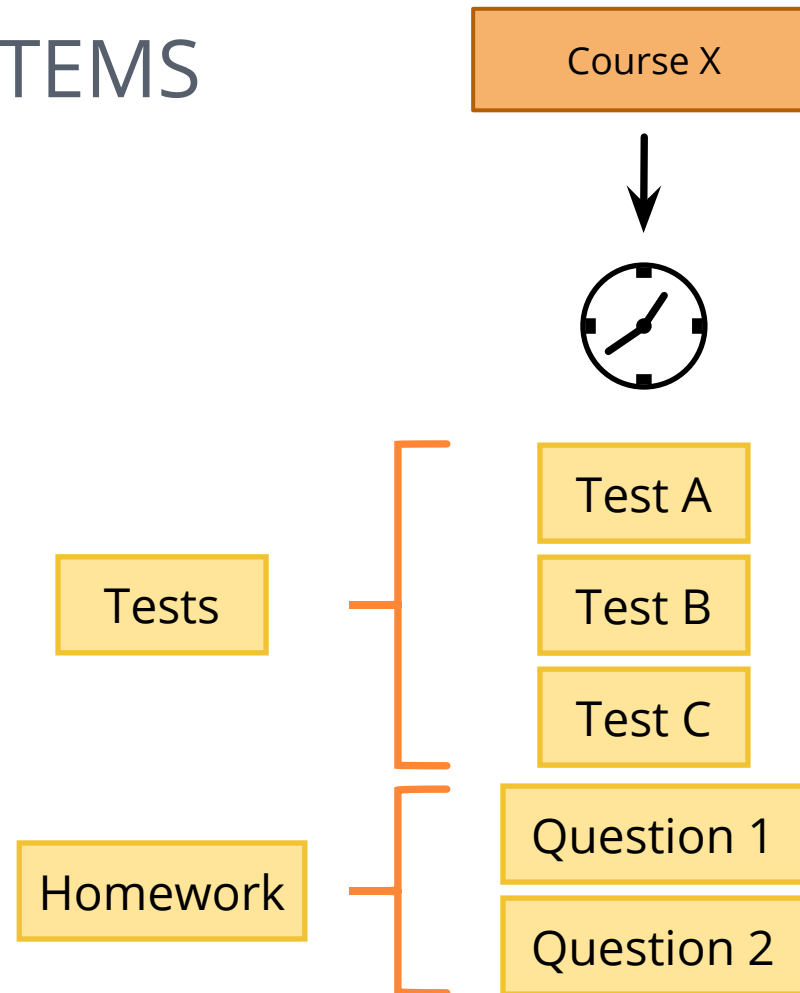 TEMS
Course X
Tests
Test A
Test B
Test C
Homework
Question 1
Question 2